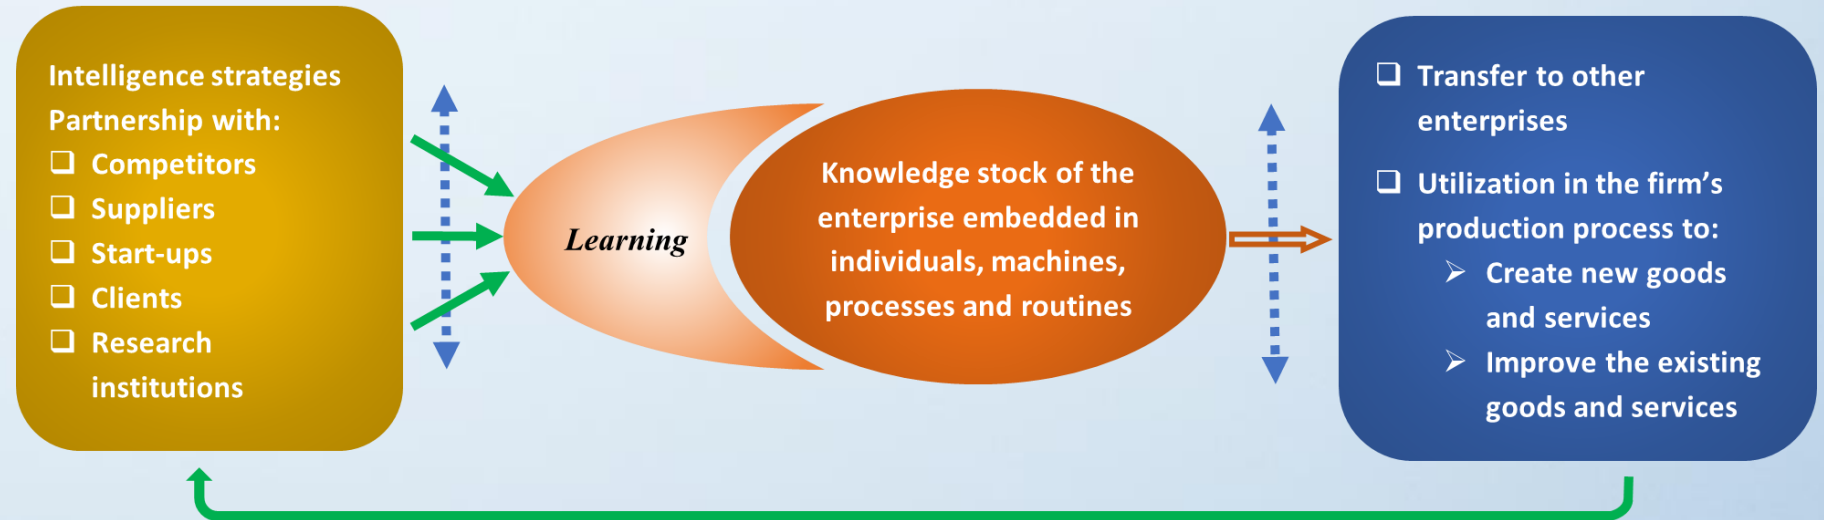 Intelligence strategies
Partnership with:
❑ Competitors
❑ Suppliers
❑ Start-ups
❑ Clients
❑ Research
institutions
Learning
Knowledge stock of the
enterprise embedded in
individuals, machines,
processes and routines
❑ Transfer to other
enterprises
❑ Utilization in the firm’s
production process to:
➢ Create new goods
and services
➢ Improve the existing
goods and services